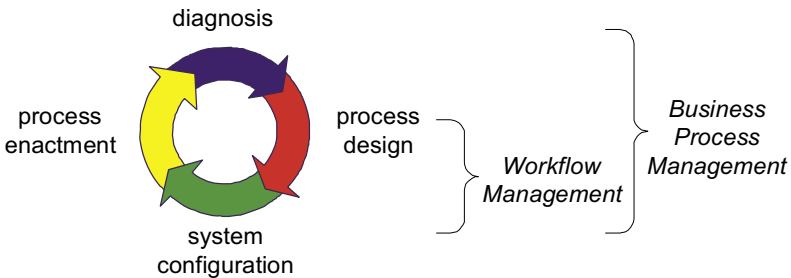 diagnosis
process
enactment
process
design
system
configuration
Workflow
Management
Business
Process
Management